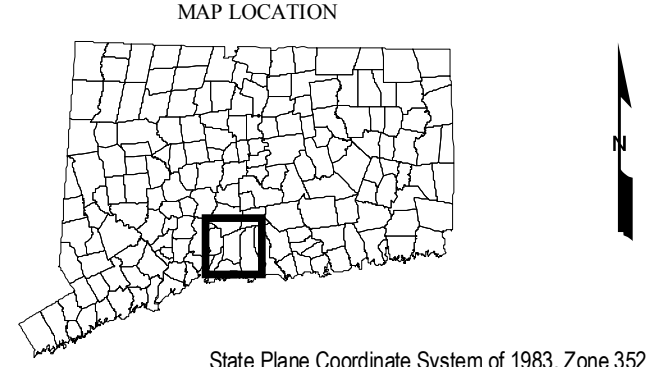 MAP LOCATION
N
State Plane Coordinate System of 1983, Zone 352